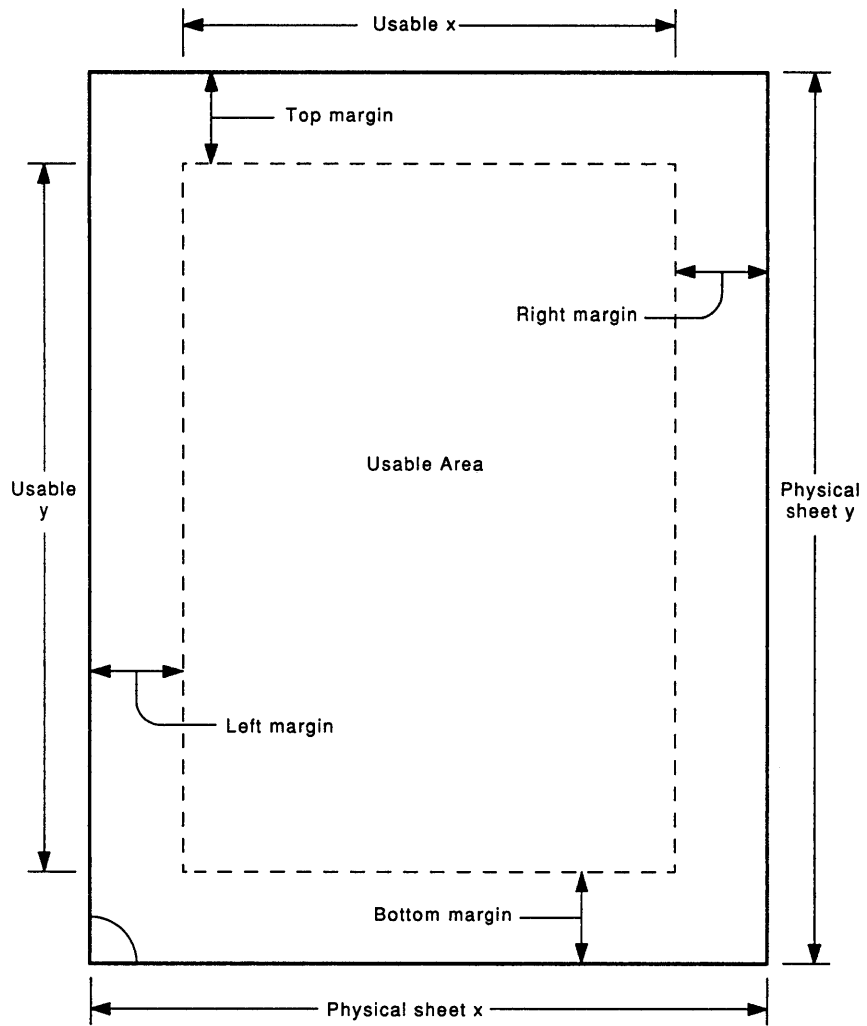 Usable x
Top margin
Right margin
Usable Area
Usable
y
Physical
sheet y
Left margin
Bottom margin
Physical sheet x